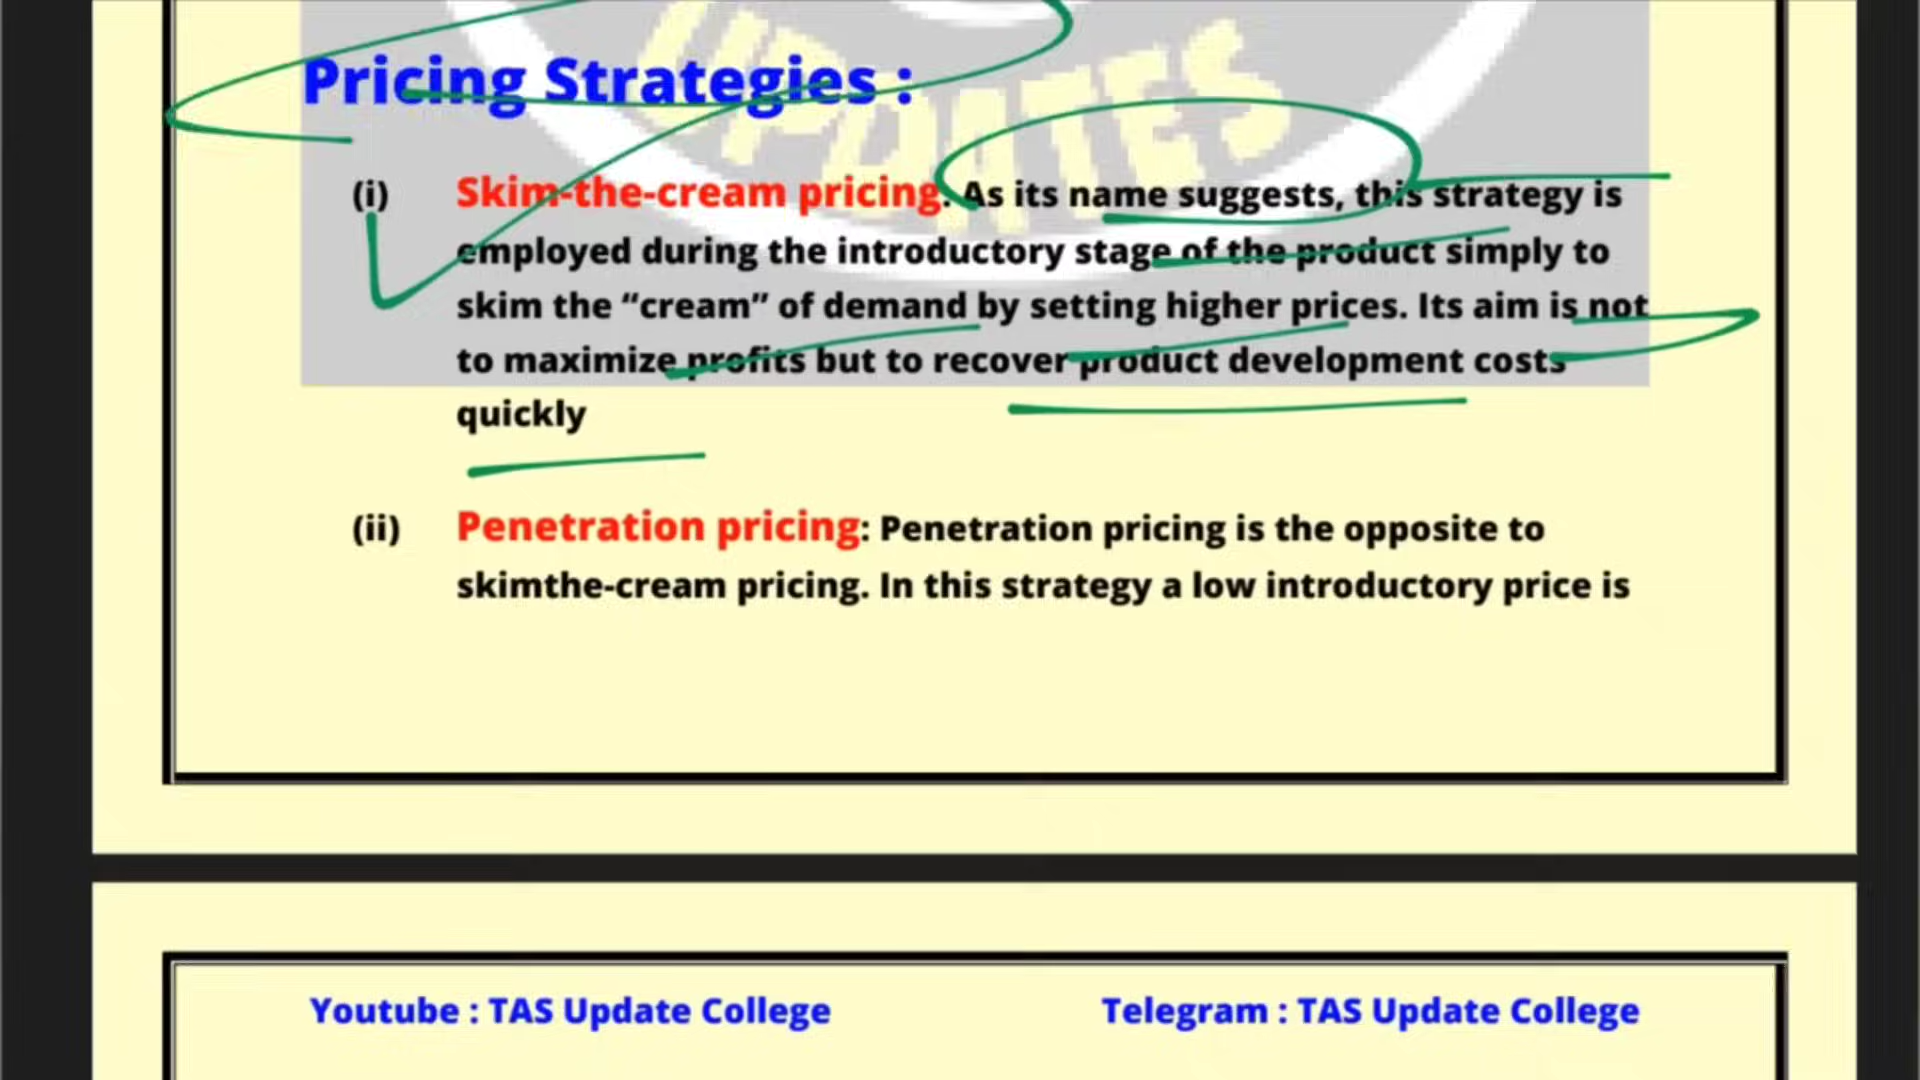 UPDATES
Pricing Strategies :
(i) Skim-the-cream pricing: As its name suggests, this strategy is
employed during the introductory stage of the product simply to
skim the “cream” of demand by setting higher prices. Its aim is not
to maximize profits but to recover product development costs
quickly
(ii) Penetration pricing: Penetration pricing is the opposite to
skimthe-cream pricing. In this strategy a low introductory price is
Youtube : TAS Update College Telegram : TAS Update College